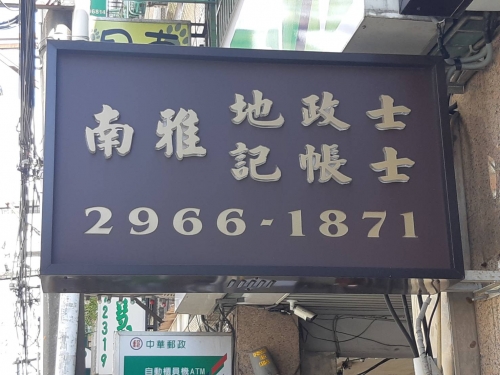 南雅 地政士
記帳士
2966-1871
2319
中華郵政
自動櫃員機ATM